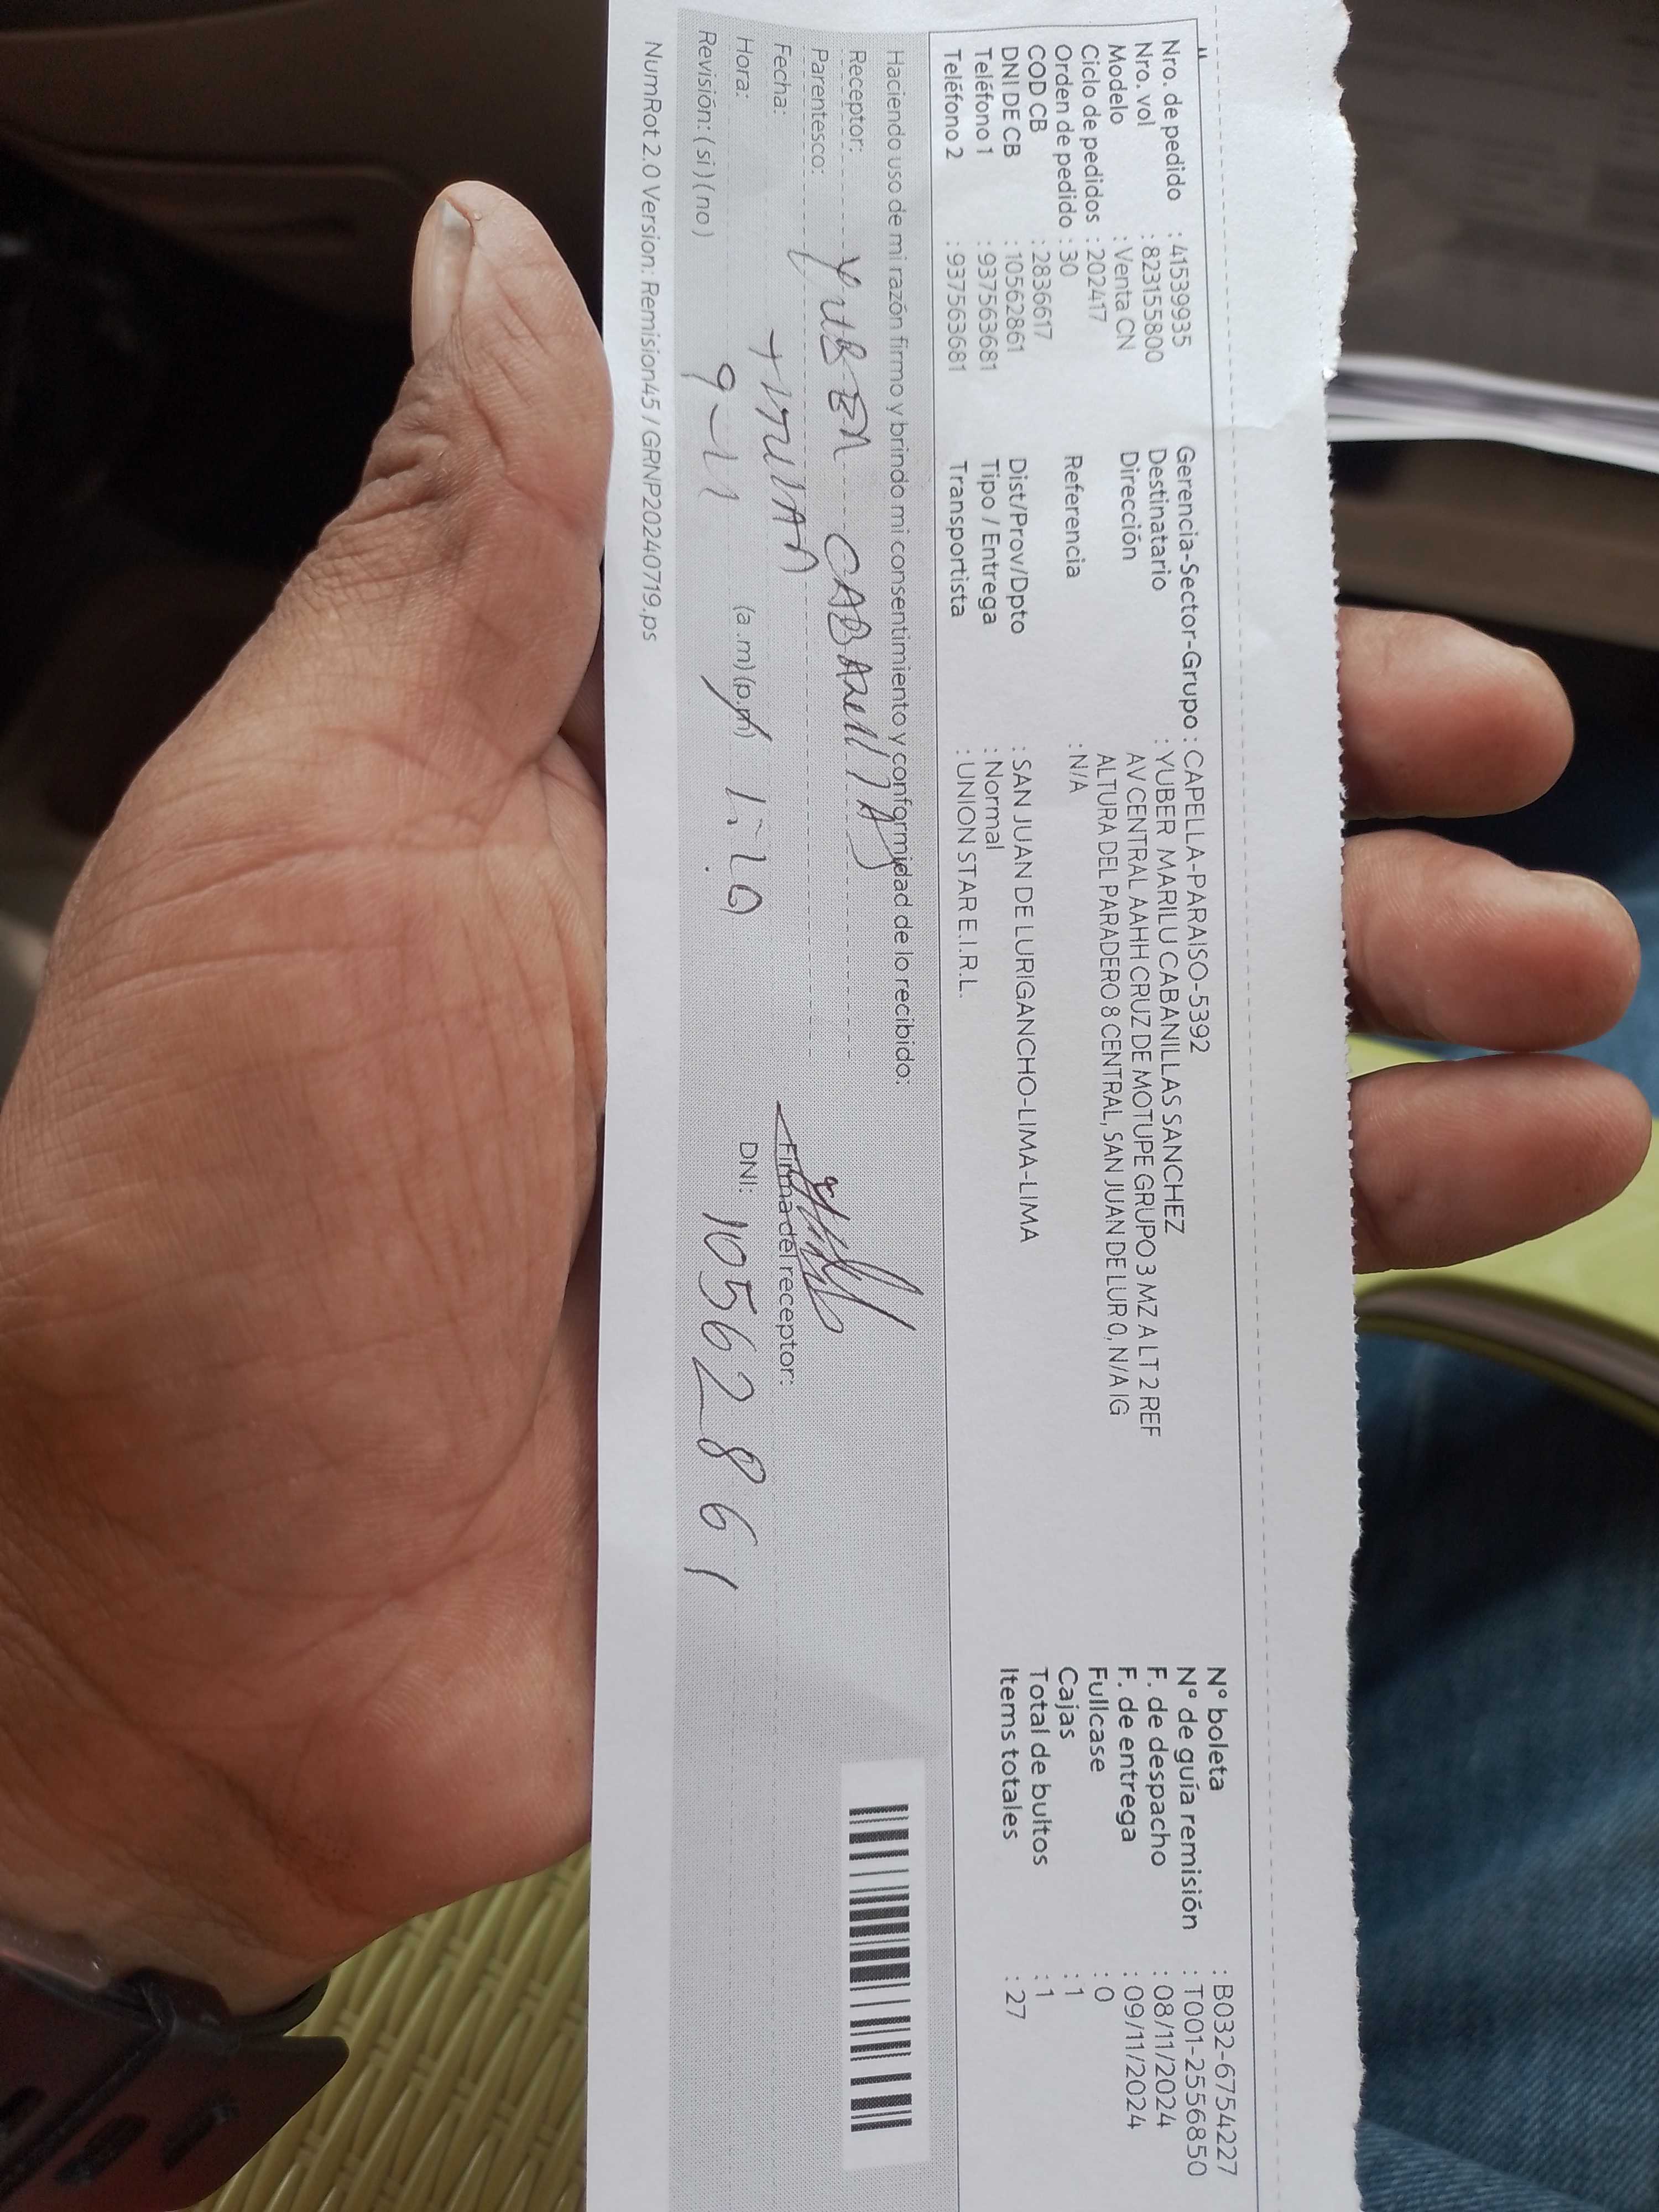 Nro. de pedido : 41539935
Nro. vol : 823155800
Modelo : Venta CN
Ciclo de pedidos : 202417
Orden de pedido : 30
COD CB : 2836617
DNI DE CB : 10562861
Teléfono 1 : 937563681
Teléfono 2 : 937563681
Gerencia-Sector-Grupo : CAPELLA-PARAISO-5392
Destinatario : YUBER MARILU CABANILLAS SANCHEZ
Dirección AV CENTRAL AAHH CRUZ DE MOTUPE GRUPO 3 MZ A LT 2 REF
ALTURA DEL PARADERO 8 CENTRAL, SAN JUAN DE LUR 0, N/A IG
Referencia : N/A
Dist/Prov/Dpto : SAN JUAN DE LURIGANCHO-LIMA-LIMA
Tipo / Entrega : Normal
Transportista : UNION STAR E.I.R.L.
N° boleta : B032-6754227
N° de guía remisión : T001-2556850
F. de despacho : 08/11/2024
F. de entrega : 09/11/2024
Fullcase : 0
Cajas : 1
Total de bultos : 1
Items totales : 27
Haciendo uso de mi razón firmo y brindo mi consentimiento y conformidad de lo recibido:
Receptor: YUBER CABANILLAS
Parentesco:
Fecha: 9-11
Hora: (a.m) (p.m) 1:20
Revisión: ( si ) ( no )
Firma del receptor:
DNI: 10562861
NumRot 2.0 Version: Remision45 / GRNP20240719.ps